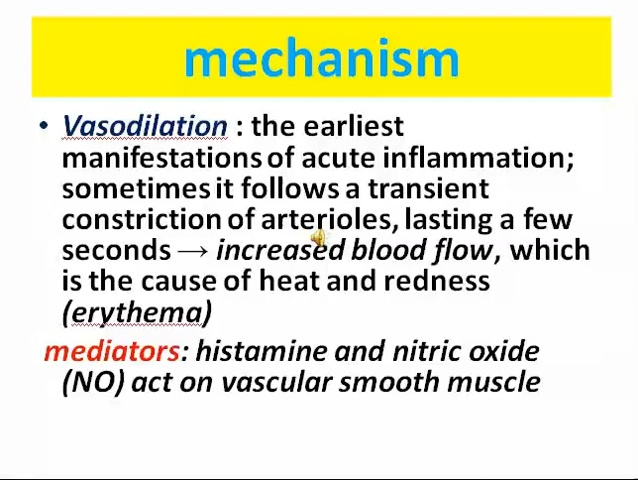 mechanism
• Vasodilation : the earliest
manifestations of acute inflammation;
sometimes it follows a transient
constriction of arterioles, lasting a few
seconds → increased blood flow, which
is the cause of heat and redness
(erythema)
mediators: histamine and nitric oxide
(NO) act on vascular smooth muscle